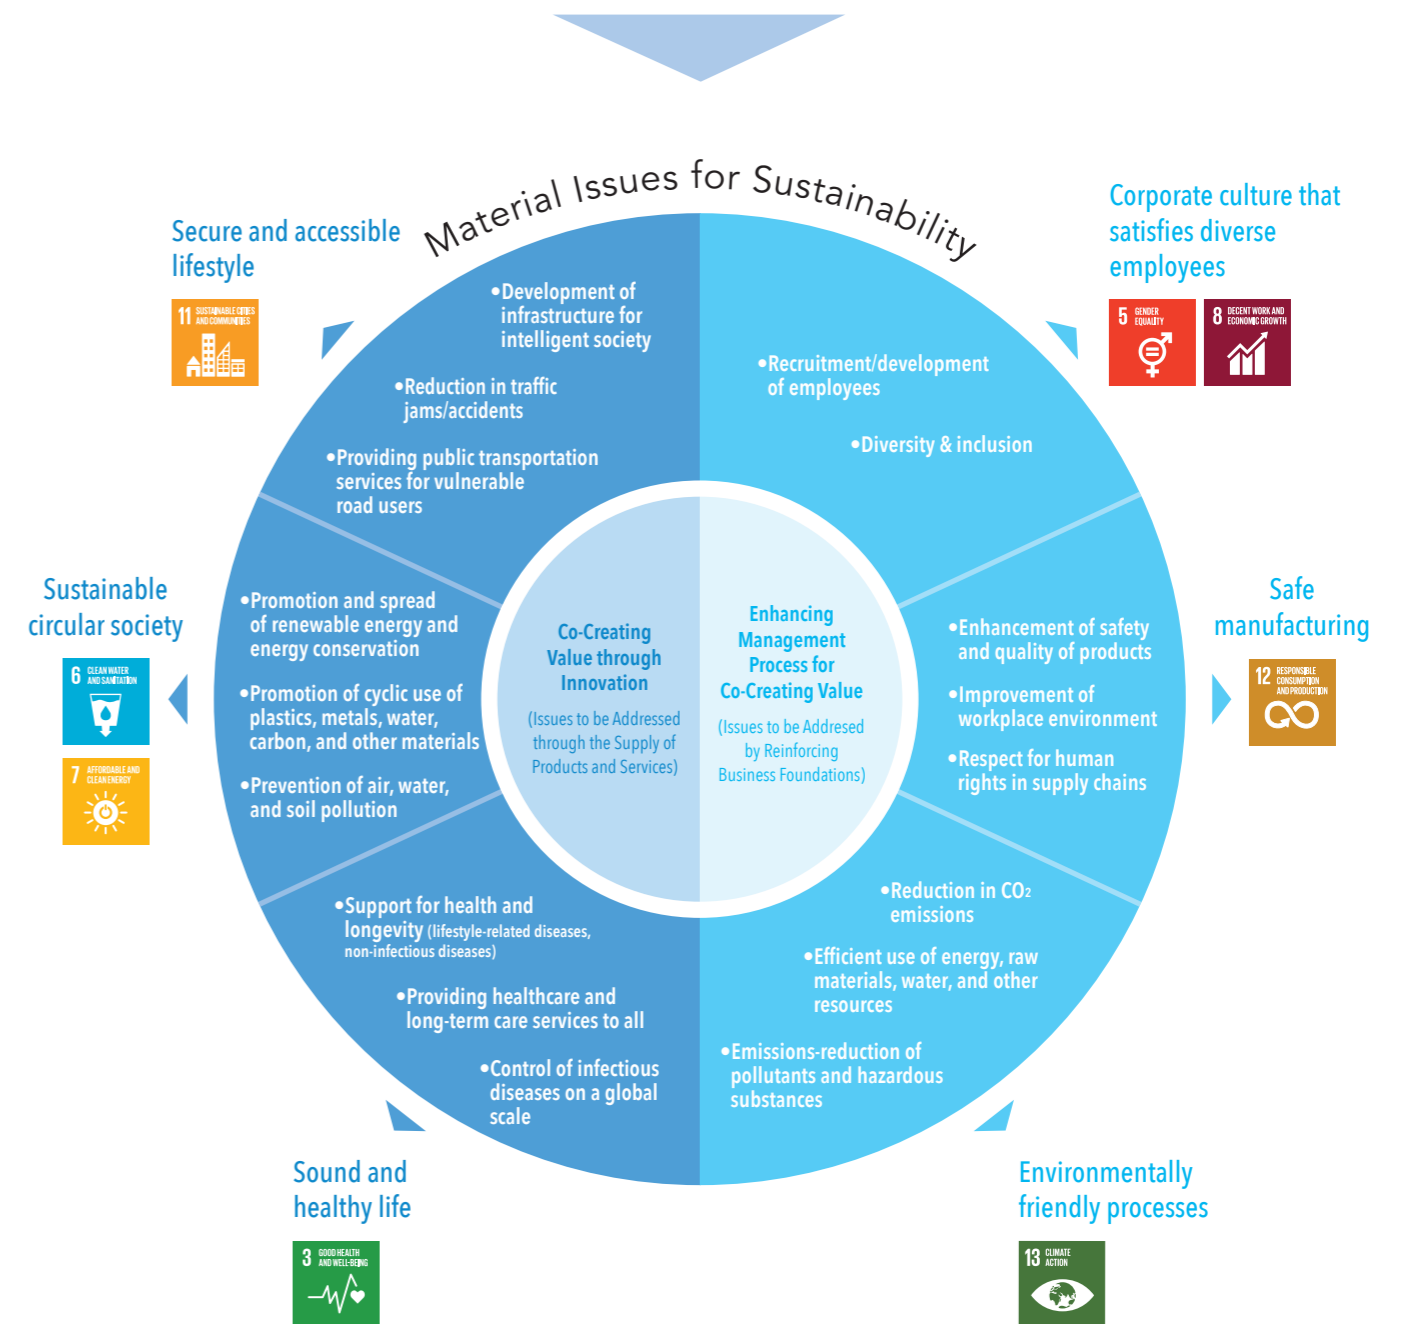 Material Issues for Sustainability
Secure and accessible
lifestyle
11 SUSTAINABLE CITIES
AND COMMUNITIES
•Development of
infrastructure for
intelligent society
•Reduction in traffic
jams/accidents
•Providing public transportation
services for vulnerable
road users
Corporate culture that
satisfies diverse
employees
5 GENDER
EQUALITY
8 DECENT WORK AND
ECONOMIC GROWTH
•Recruitment/development
of employees
•Diversity & inclusion
Sustainable
circular society
6 CLEAN WATER
AND SANITATION
7 AFFORDABLE AND
CLEAN ENERGY
•Promotion and spread
of renewable energy and
energy conservation
•Promotion of cyclic use of
plastics, metals, water,
carbon, and other materials
•Prevention of air, water,
and soil pollution
Co-Creating
Value through
Innovation
(Issues to be Addressed
through the Supply of
Products and Services)
Enhancing
Management
Process for
Co-Creating Value
(Issues to be Addresed
by Reinforcing
Business Foundations)
•Enhancement of safety
and quality of products
•Improvement of
workplace environment
•Respect for human
rights in supply chains
Safe
manufacturing
12 RESPONSIBLE
CONSUMPTION
AND PRODUCTION
•Support for health and
longevity (lifestyle-related diseases,
non-infectious diseases)
•Providing healthcare and
long-term care services to all
•Control of infectious
diseases on a global
scale
•Reduction in CO2
emissions
•Efficient use of energy, raw
materials, water, and other
resources
•Emissions-reduction of
pollutants and hazardous
substances
Sound and
healthy life
3 GOOD HEALTH
AND WELL-BEING
Environmentally
friendly processes
13 CLIMATE
ACTION